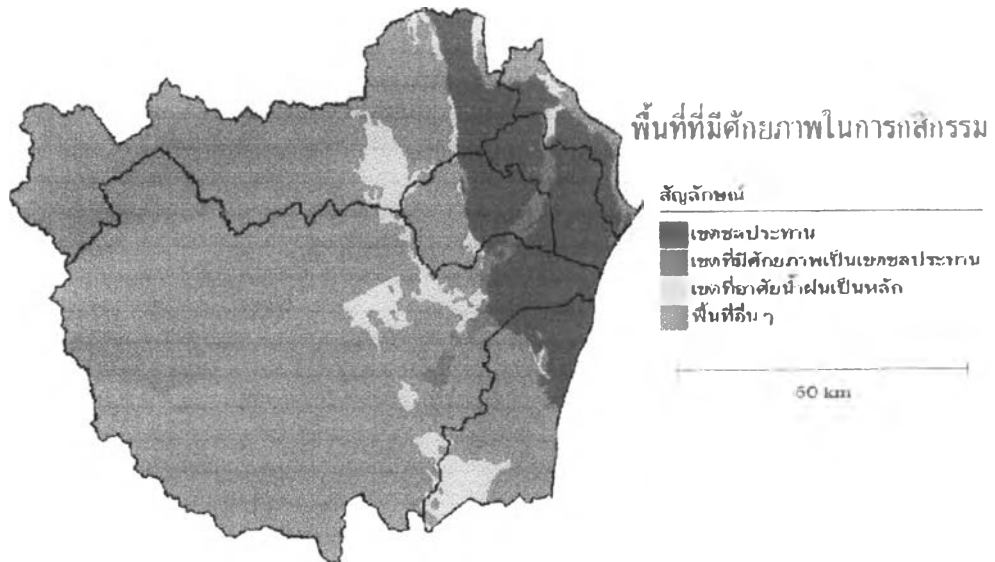 พื้นที่ที่มีศักยภาพในการกสิกรรม
สัญลักษณ์
เขตชลประทาน
เขตที่มีศักยภาพเป็นเขตชลประทาน
เขตที่อาศัยน้ำฝนเป็นหลัก
พื้นที่อื่น ๆ
50 km